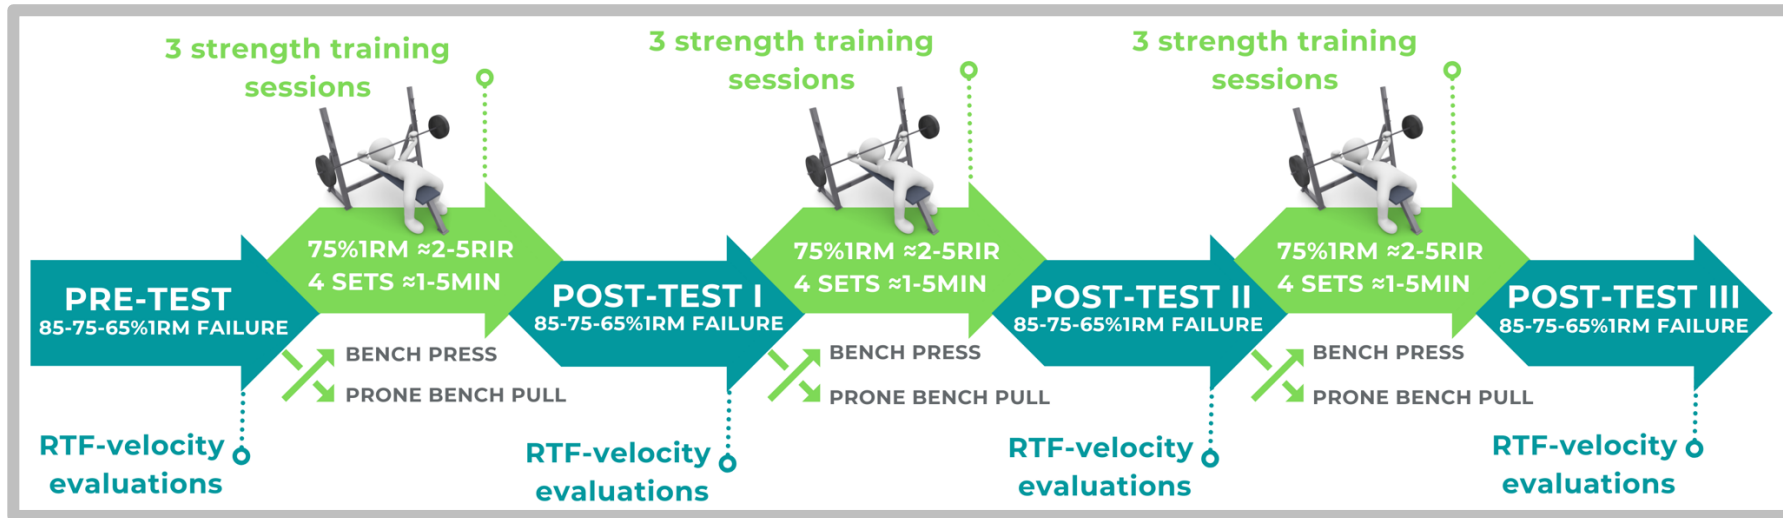 3 strength training
sessions
3 strength training
sessions
3 strength training
sessions
75%1RM ≈2-5RIR
4 SETS ≈1-5MIN
75%1RM ≈2-5RIR
4 SETS ≈1-5MIN
75%1RM ≈2-5RIR
4 SETS ≈1-5MIN
PRE-TEST
85-75-65%1RM FAILURE
POST-TEST I
85-75-65%1RM FAILURE
POST-TEST II
85-75-65%1RM FAILURE
POST-TEST III
85-75-65%1RM FAILURE
BENCH PRESS
PRONE BENCH PULL
BENCH PRESS
PRONE BENCH PULL
BENCH PRESS
PRONE BENCH PULL
RTF-velocity
evaluations
RTF-velocity
evaluations
RTF-velocity
evaluations
RTF-velocity
evaluations